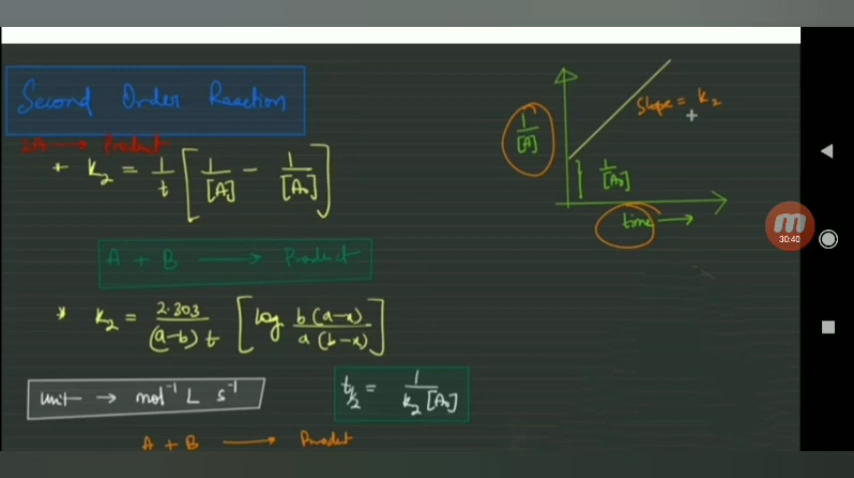 Second Order Reaction
2A → Product
+ k₂ = 1/t [1/[A] − 1/[A₀]]
A + B → Product
* k₂ = 2.303/(a−b) t [log b(a−x)/a(b−x)]
unit → mol⁻¹ L s⁻¹
t½ = 1/k₂[A₀]
A + B → Product
1/[A]
slope = k₂
1/[A₀]
time →
30:40